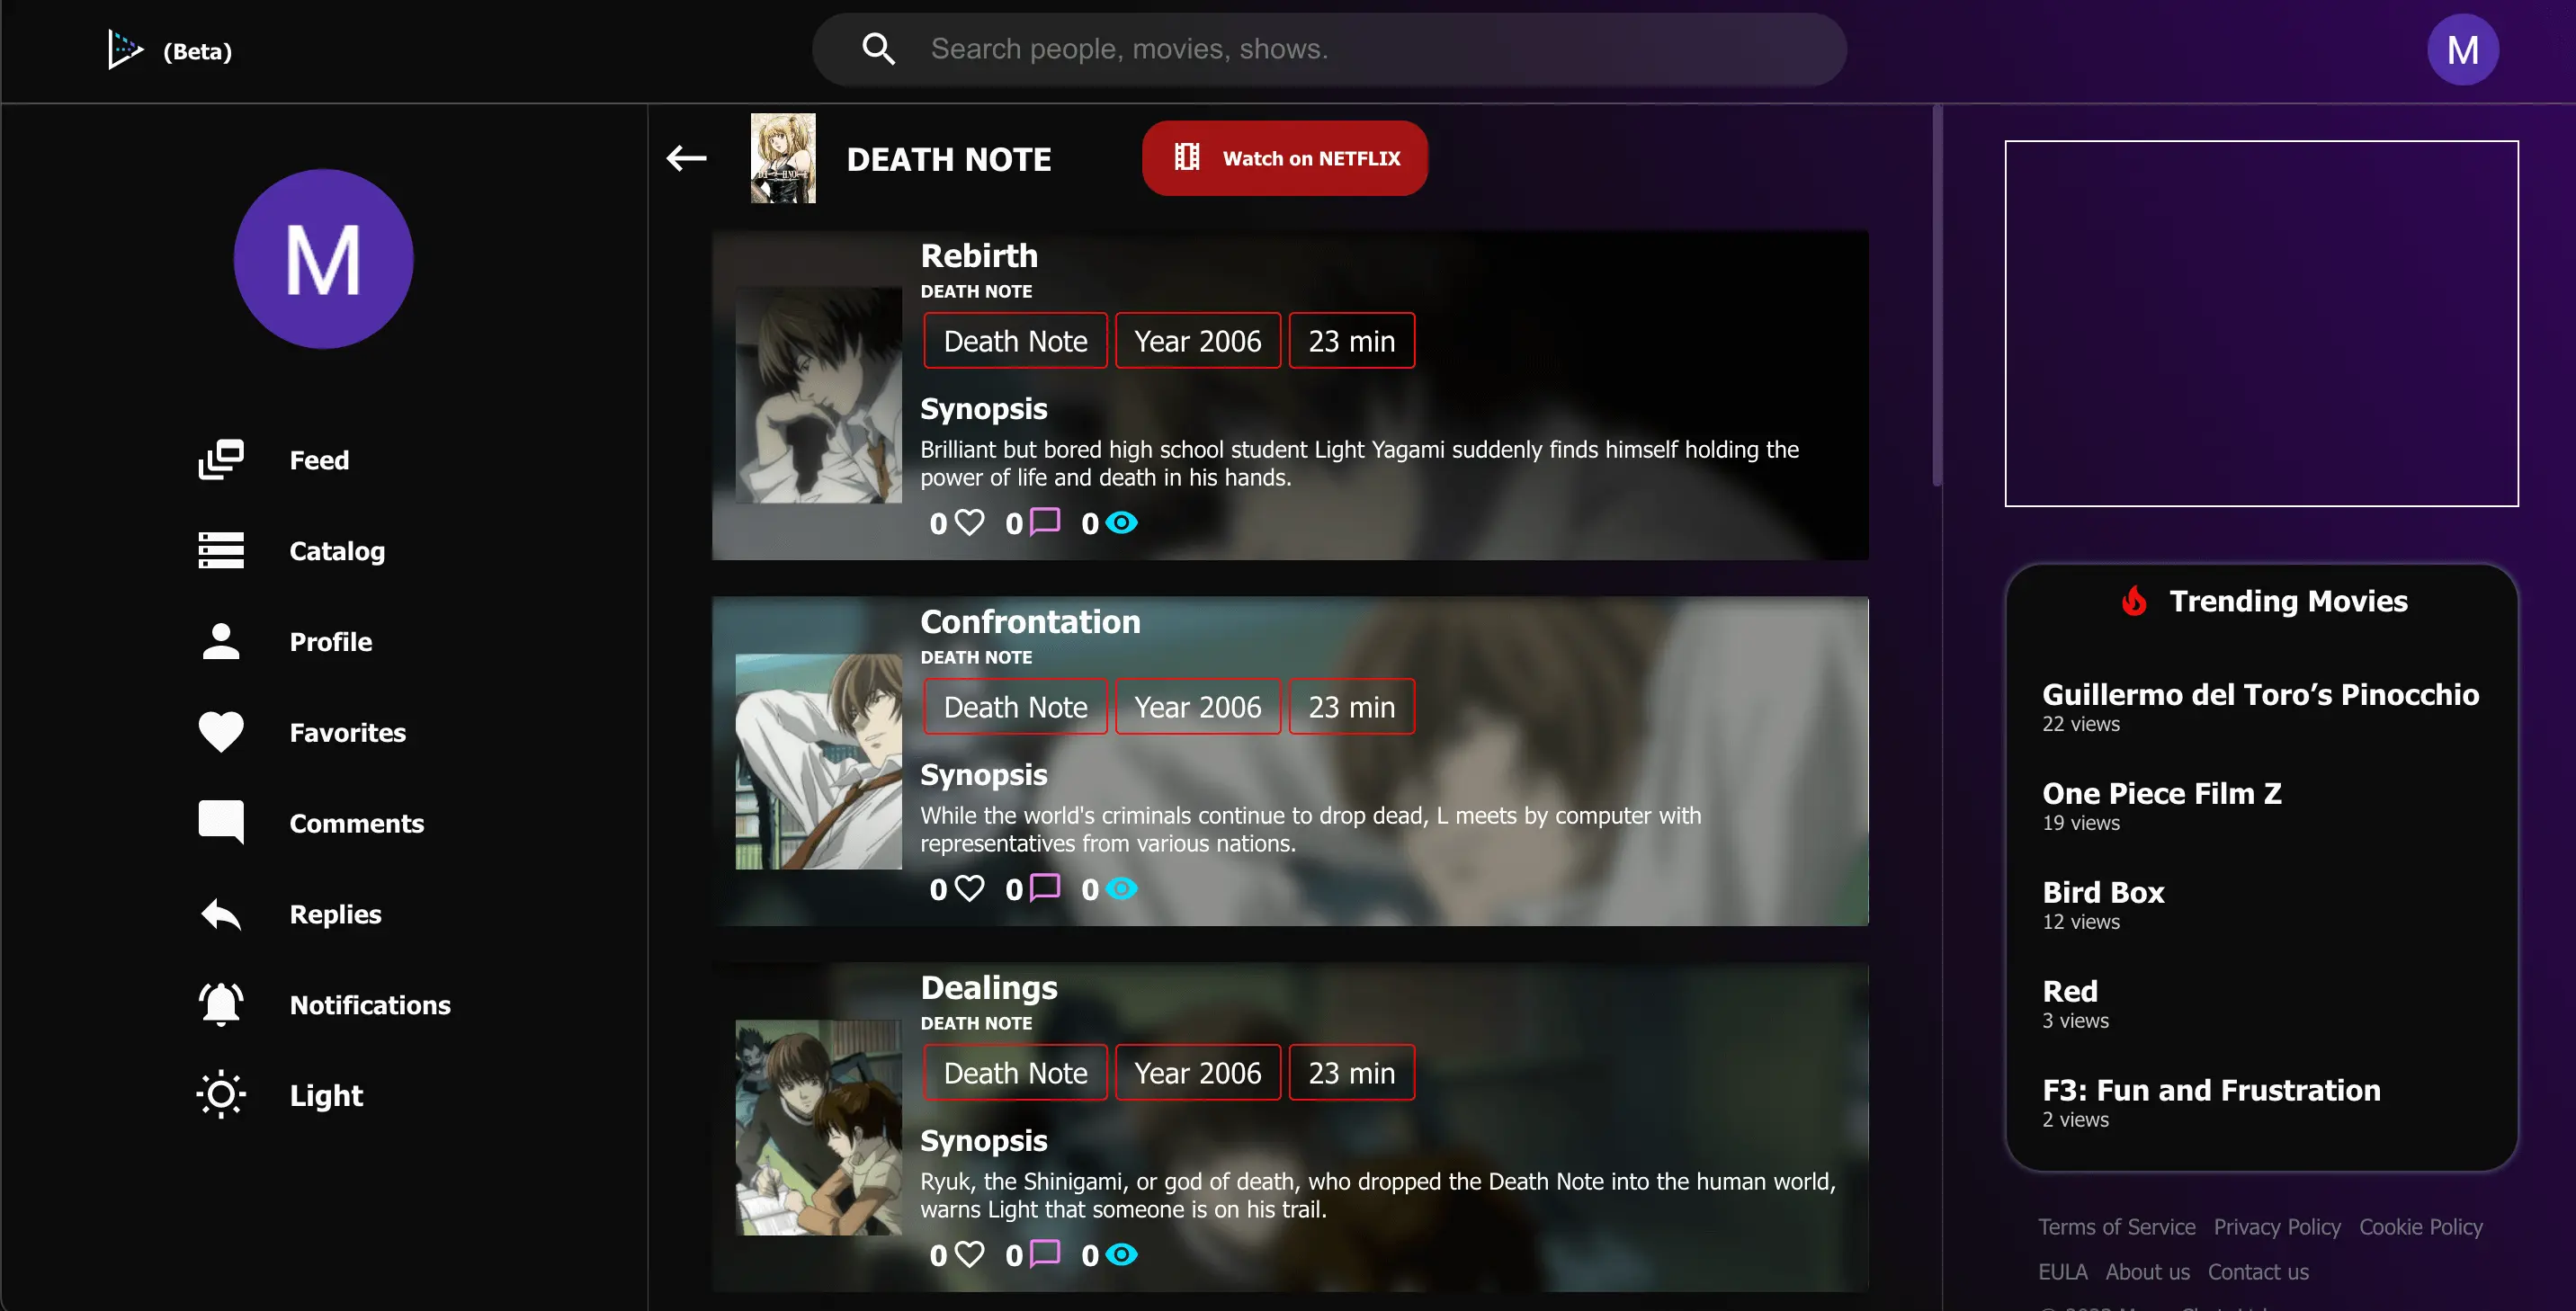 (Beta)
Search people, movies, shows.
M
M
Feed
Catalog
Profile
Favorites
Comments
Replies
Notifications
Light
DEATH NOTE
Watch on NETFLIX
Rebirth
DEATH NOTE
Death Note Year 2006 23 min
Synopsis
Brilliant but bored high school student Light Yagami suddenly finds himself holding the
power of life and death in his hands.
0 0 0
Confrontation
DEATH NOTE
Death Note Year 2006 23 min
Synopsis
While the world's criminals continue to drop dead, L meets by computer with
representatives from various nations.
0 0 0
Dealings
DEATH NOTE
Death Note Year 2006 23 min
Synopsis
Ryuk, the Shinigami, or god of death, who dropped the Death Note into the human world,
warns Light that someone is on his trail.
0 0 0
Trending Movies
Guillermo del Toro’s Pinocchio
22 views
One Piece Film Z
19 views
Bird Box
12 views
Red
3 views
F3: Fun and Frustration
2 views
Terms of Service Privacy Policy Cookie Policy
EULA About us Contact us